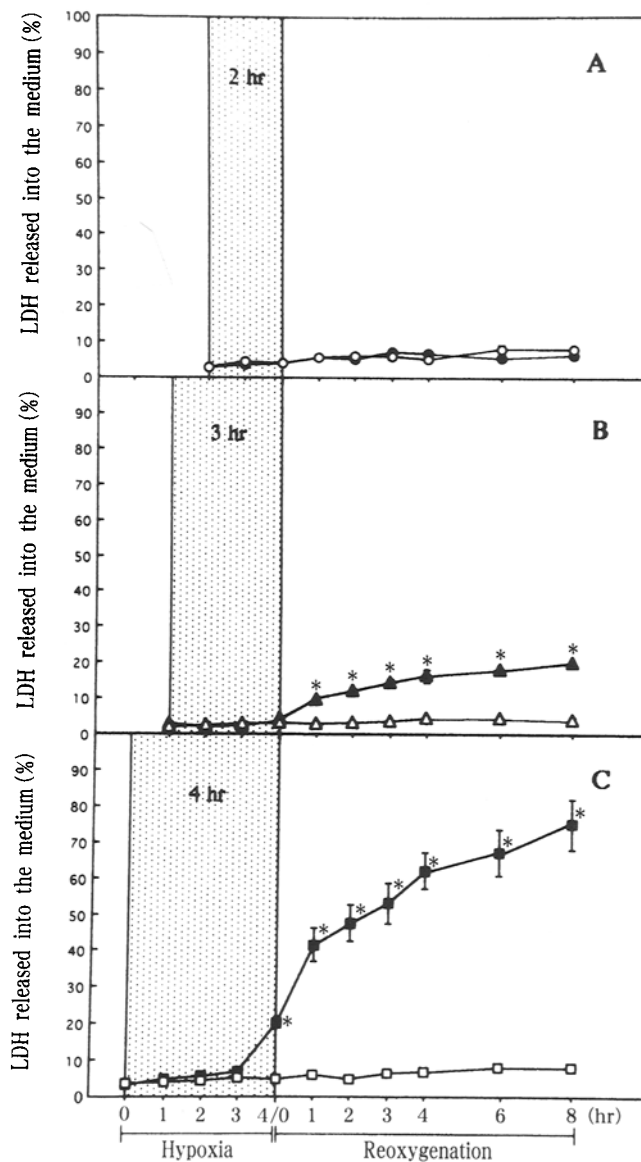 LDH released into the medium (%)
100
90
80
70
60
50
40
30
20
10
0
2 hr
A
LDH released into the medium (%)
90
80
70
60
50
40
30
20
10
0
3 hr
B
* * * * * *
LDH released into the medium (%)
90
80
70
60
50
40
30
20
10
0
4 hr
C
* * * * * * *
0 1 2 3 4/0 1 2 3 4 6 8 (hr)
Hypoxia Reoxygenation